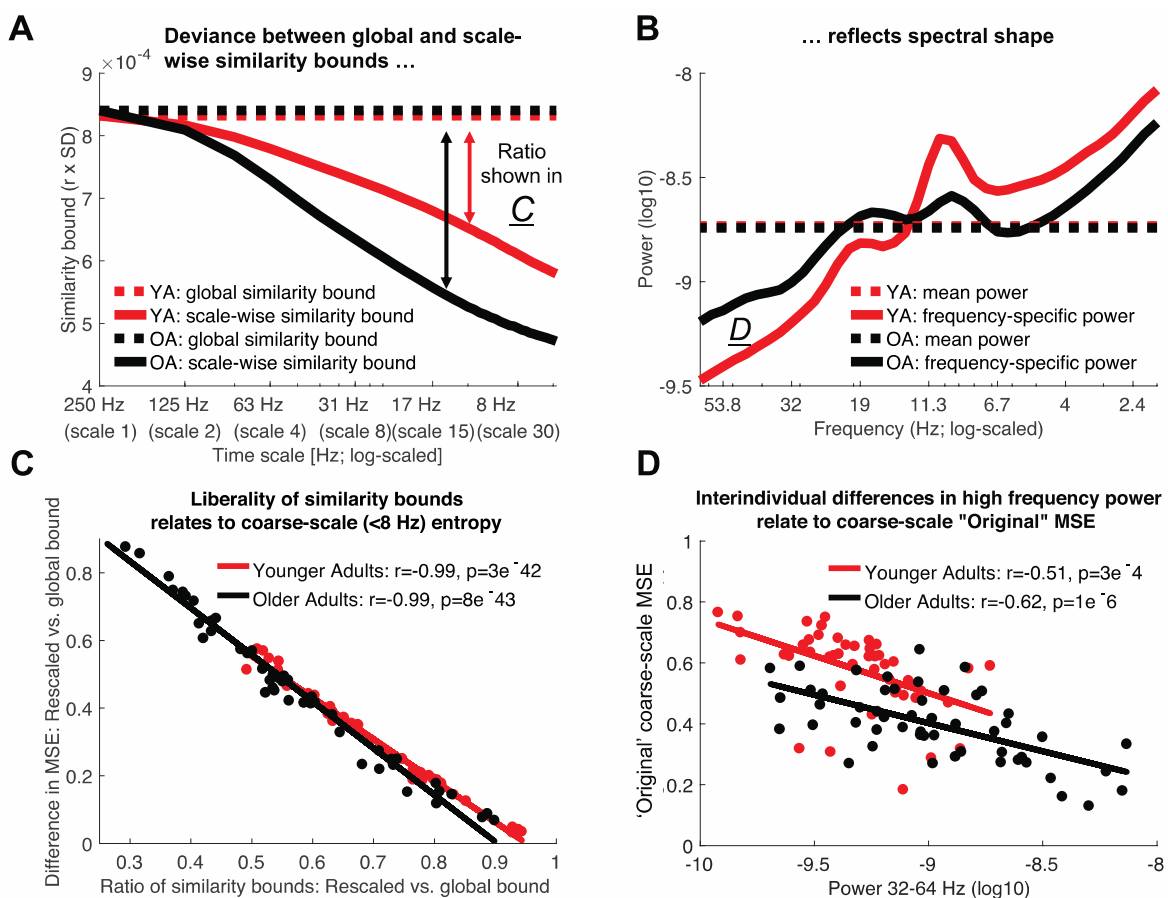 A
Deviance between global and scale-
wise similarity bounds ...
×10⁻⁴
9
8
7
6
5
4
Similarity bound (r x SD)
Ratio
shown in
C
YA: global similarity bound
YA: scale-wise similarity bound
OA: global similarity bound
OA: scale-wise similarity bound
250 Hz 125 Hz 63 Hz 31 Hz 17 Hz 8 Hz
(scale 1) (scale 2) (scale 4) (scale 8) (scale 15) (scale 30)
Time scale [Hz; log-scaled]
B
... reflects spectral shape
-8
-8.5
-9
-9.5
Power (log10)
D
YA: mean power
YA: frequency-specific power
OA: mean power
OA: frequency-specific power
53.8 32 19 11.3 6.7 4 2.4
Frequency (Hz; log-scaled)
C
Liberality of similarity bounds
relates to coarse-scale (<8 Hz) entropy
Difference in MSE: Rescaled vs. global bound
0.8
0.6
0.4
0.2
0
Younger Adults: r=-0.99, p=3e⁻42
Older Adults: r=-0.99, p=8e⁻43
0.3 0.4 0.5 0.6 0.7 0.8 0.9 1
Ratio of similarity bounds: Rescaled vs. global bound
D
Interindividual differences in high frequency power
relate to coarse-scale "Original" MSE
'Original' coarse-scale MSE
1
0.8
0.6
0.4
0.2
0
Younger Adults: r=-0.51, p=3e⁻4
Older Adults: r=-0.62, p=1e⁻6
-10 -9.5 -9 -8.5 -8
Power 32-64 Hz (log10)